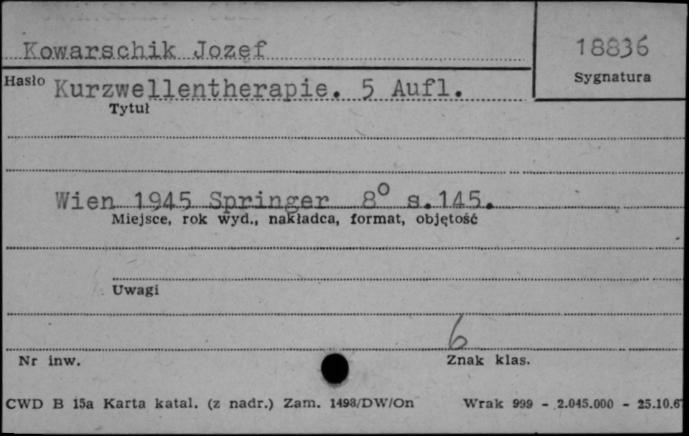 Kowarschik Jozef
18836
Hasło
Sygnatura
Kurzwellentherapie. 5 Aufl.
Tytuł
Wien 1945 Springer 8° s.145.
Miejsce, rok wyd., nakładca, format, objętość
Uwagi
6
Nr inw.
Znak klas.
CWD B 15a Karta katal. (z nadr.) Zam. 1498/DW/On Wrak 999 - 2.045.000 - 25.10.6